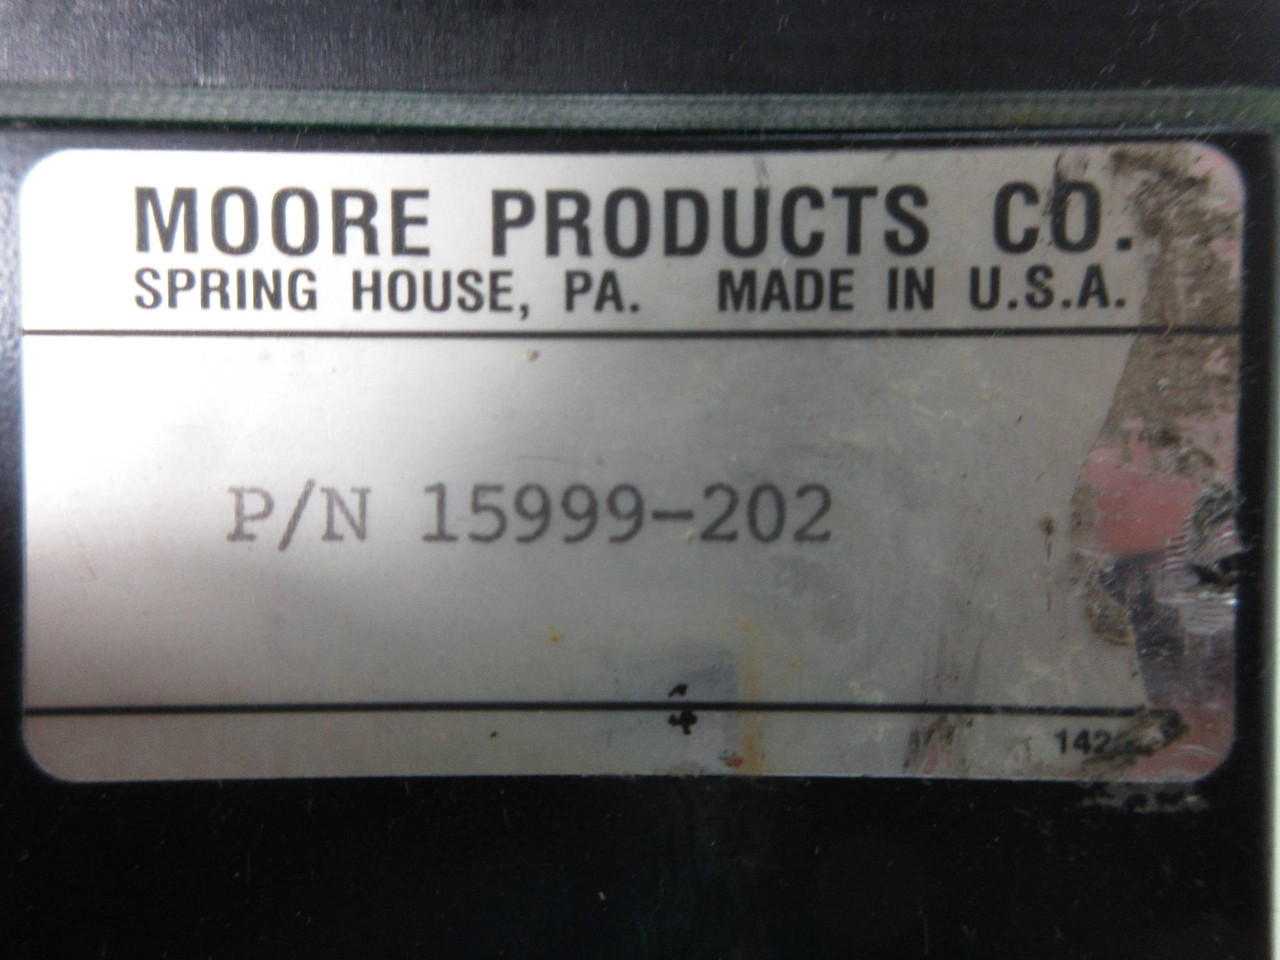 MOORE PRODUCTS CO.
SPRING HOUSE, PA. MADE IN U.S.A.
P/N 15999-202